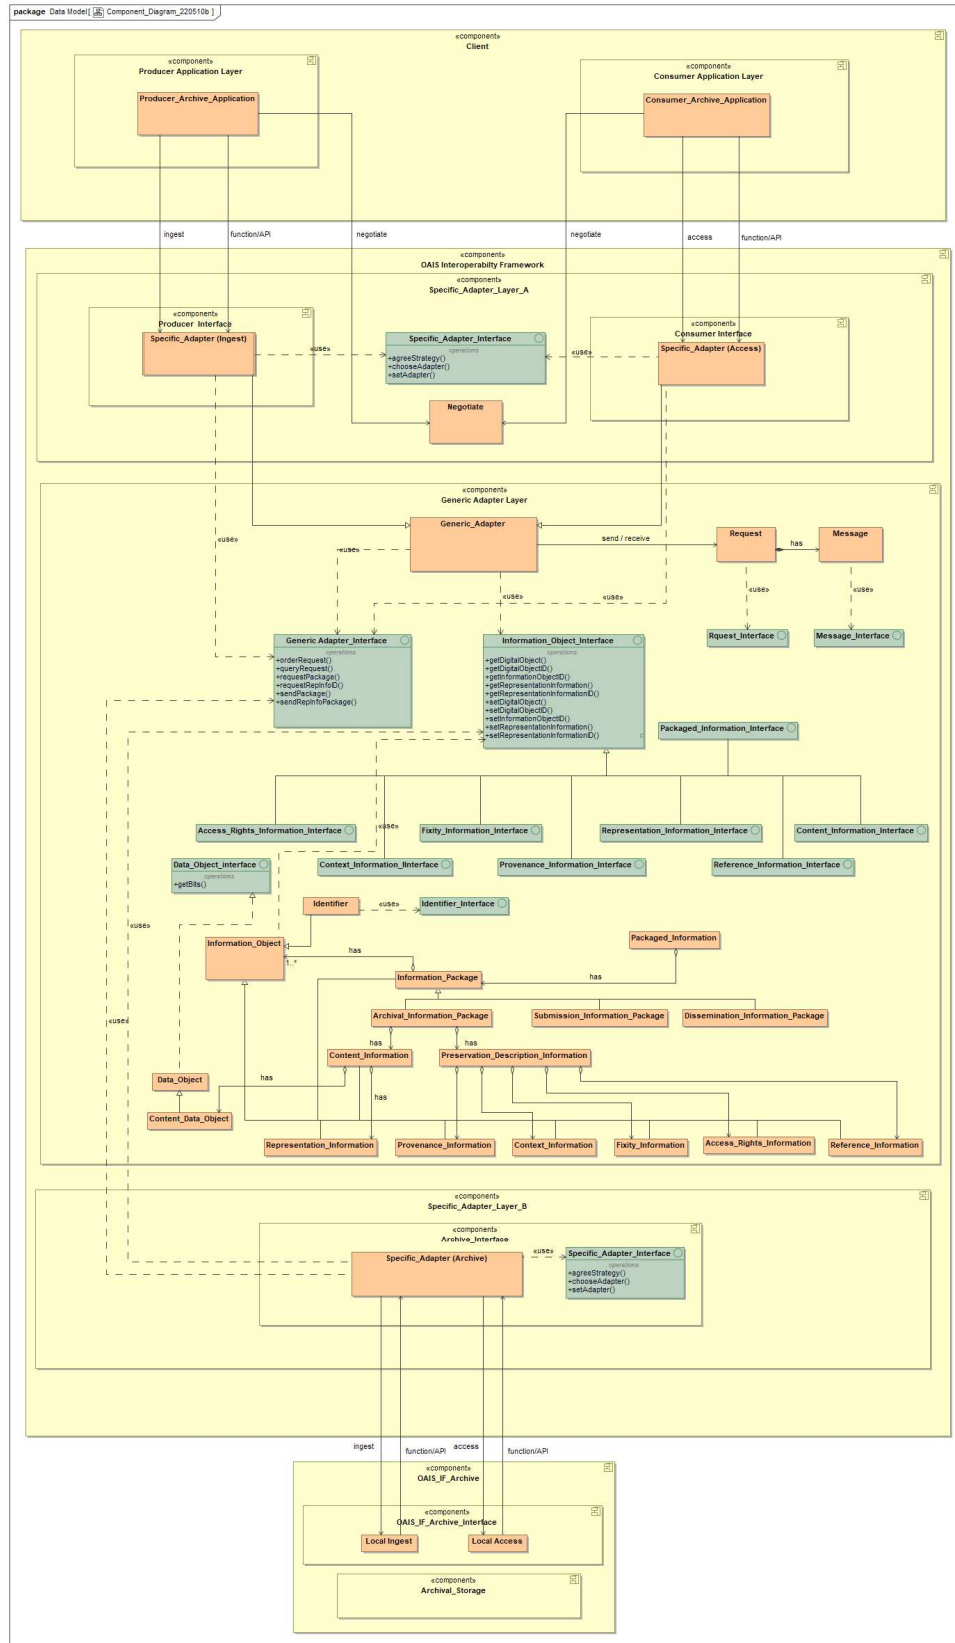 package Data Model[ Component_Diagram_220510b ]
«component»
Client
«component»
Producer Application Layer
«component»
Consumer Application Layer
Producer_Archive_Application
Consumer_Archive_Application
ingest
function/API
negotiate
negotiate
access
function/API
«component»
OAIS Interoperabilty Framework
«component»
Specific_Adapter_Layer_A
«component»
Producer_Interface
«component»
Consumer Interface
Specific_Adapter (Ingest)
«use»
Specific_Adapter_Interface
operations
+agreeStrategy()
+chooseAdapter()
+setAdapter()
«use»
Specific_Adapter (Access)
Negotiate
«component»
Generic Adapter Layer
Generic_Adapter
send / receive
Request
has
Message
«use»
«use»
«use»
«use»
«use»
«use»
Generic Adapter_Interface
operations
+orderRequest()
+queryRequest()
+requestPackage()
+requestRepInfoID()
+sendPackage()
+sendRepInfoPackage()
Information_Object_Interface
operations
+getDigitalObject()
+getDigitalObjectID()
+getInformationObjectID()
+getRepresentationInformation()
+getRepresentationInformationID()
+setDigitalObject()
+setDigitalObjectID()
+setInformationObjectID()
+setRepresentationInformation()
+setRepresentationInformationID()
Rquest_Interface
Message_Interface
Packaged_Information_Interface
Access_Rights_Information_Interface
«use»
Fixity_Information_Interface
Representation_Information_Interface
Content_Information_Interface
Data_Object_interface
operations
+getBits()
Context_Information_IInterface
Provenance_Information_Interface
Reference_Information_Interface
Identifier
«use»
Identifier_Interface
«use»
Information_Object
1..*
has
Packaged_Information
has
Information_Package
Archival_Information_Package
Submission_Information_Package
Dissemination_Information_Package
«use»
has
has
Content_Information
Preservation_Description_Information
Data_Object
has
has
Content_Data_Object
Representation_Information
Provenance_Information
Context_Information
Fixity_Information
Access_Rights_Information
Reference_Information
«component»
Specific_Adapter_Layer_B
«component»
Archive_Interface
Specific_Adapter (Archive)
«use»
Specific_Adapter_Interface
operations
+agreeStrategy()
+chooseAdapter()
+setAdapter()
ingest
function/API
access
function/API
«component»
OAIS_IF_Archive
«component»
OAIS_IF_Archive_Interface
Local Ingest
Local Access
«component»
Archival_Storage